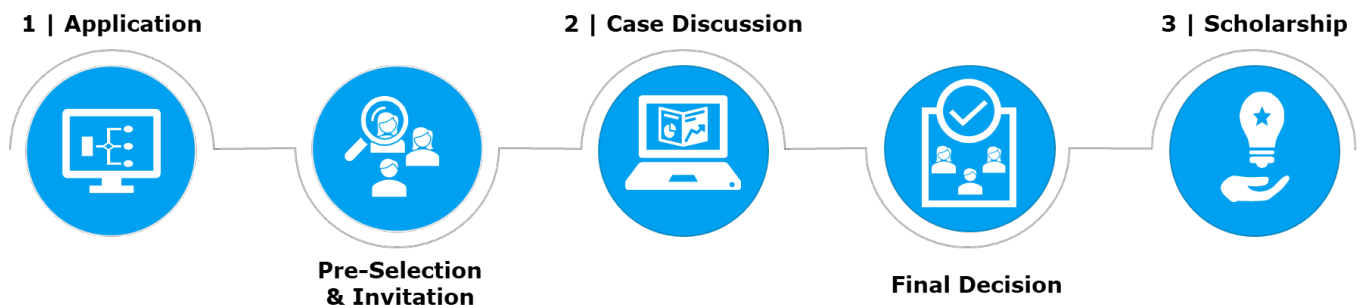 1 | Application
2 | Case Discussion
3 | Scholarship
Pre-Selection
& Invitation
Final Decision